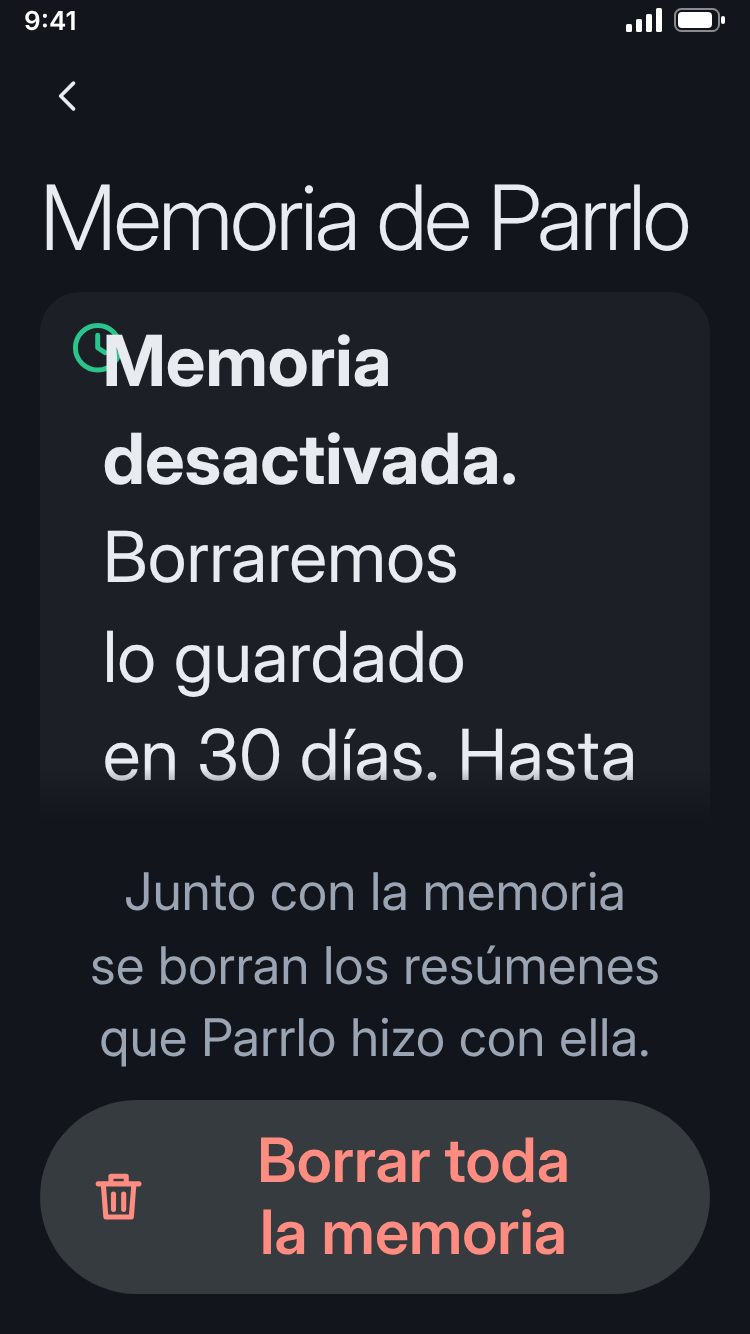 9:41
Memoria de Parrlo
Memoria
desactivada.
Borraremos
lo guardado
en 30 días. Hasta
Junto con la memoria
se borran los resúmenes
que Parrlo hizo con ella.
Borrar toda
la memoria